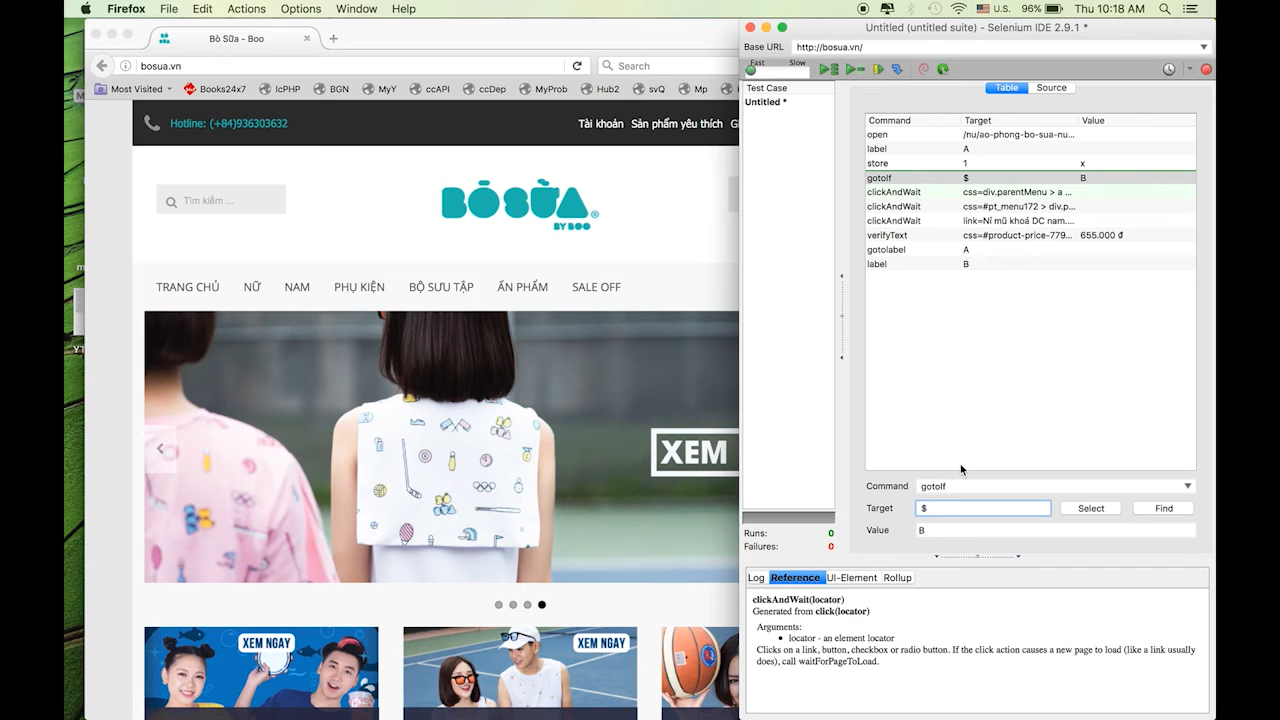 Firefox File Edit Actions Options Window Help
U.S. 96% Thu 10:18 AM
Bò Sữa - Boo
bosua.vn
Search
Most Visited Books24x7 IcPHP BGN MyY ccAPI ccDep MyProb Hub2 svQ Mp
Hotline: (+84)936303632
Tài khoản Sản phẩm yêu thích
Tìm kiếm ...
BÒ SỮA ®
BY BOO
TRANG CHỦ NỮ NAM PHỤ KIỆN BỘ SƯU TẬP ẤN PHẨM SALE OFF
XEM
XEM NGAY
XEM NGAY
Untitled (untitled suite) - Selenium IDE 2.9.1 *
Base URL http://bosua.vn/
Fast Slow
Test Case
Untitled *
Table Source
Command Target Value
open /nu/ao-phong-bo-sua-nu...
label A
store 1 x
gotoIf $ B
clickAndWait css=div.parentMenu > a ...
clickAndWait css=#pt_menu172 > div.p...
clickAndWait link=Nỉ mũ khoá DC nam....
verifyText css=#product-price-779... 655.000 ₫
gotolabel A
label B
Command gotoIf
Target $ Select Find
Value B
Runs: 0
Failures: 0
Log Reference UI-Element Rollup
clickAndWait(locator)
Generated from click(locator)
Arguments:
• locator - an element locator
Clicks on a link, button, checkbox or radio button. If the click action causes a new page to load (like a link usually
does), call waitForPageToLoad.